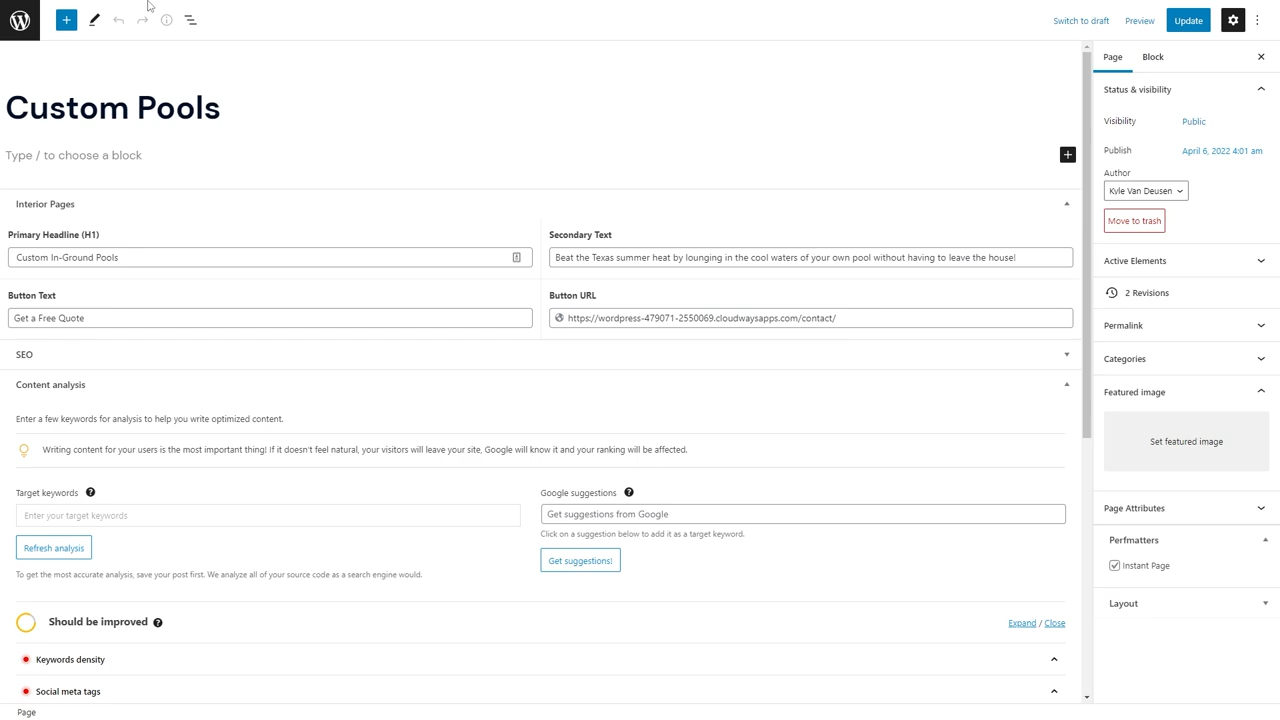 Switch to draft
Preview
Update
Page
Block
Custom Pools
Type / to choose a block
Status & visibility
Visibility
Public
Publish
April 6, 2022 4:01 am
Author
Kyle Van Deusen
Move to trash
Interior Pages
Primary Headline (H1)
Secondary Text
Custom In-Ground Pools
Beat the Texas summer heat by lounging in the cool waters of your own pool without having to leave the house!
Button Text
Button URL
Get a Free Quote
https://wordpress-479071-2550069.cloudwaysapps.com/contact/
Active Elements
2 Revisions
Permalink
Categories
Featured image
Set featured image
Page Attributes
Perfmatters
Instant Page
Layout
SEO
Content analysis
Enter a few keywords for analysis to help you write optimized content.
Writing content for your users is the most important thing! If it doesn't feel natural, your visitors will leave your site, Google will know it and your ranking will be affected.
Target keywords ?
Google suggestions ?
Enter your target keywords
Get suggestions from Google
Click on a suggestion below to add it as a target keyword.
Refresh analysis
Get suggestions!
To get the most accurate analysis, save your post first. We analyze all of your source code as a search engine would.
Should be improved ?
Expand / Close
Keywords density
Social meta tags
Page